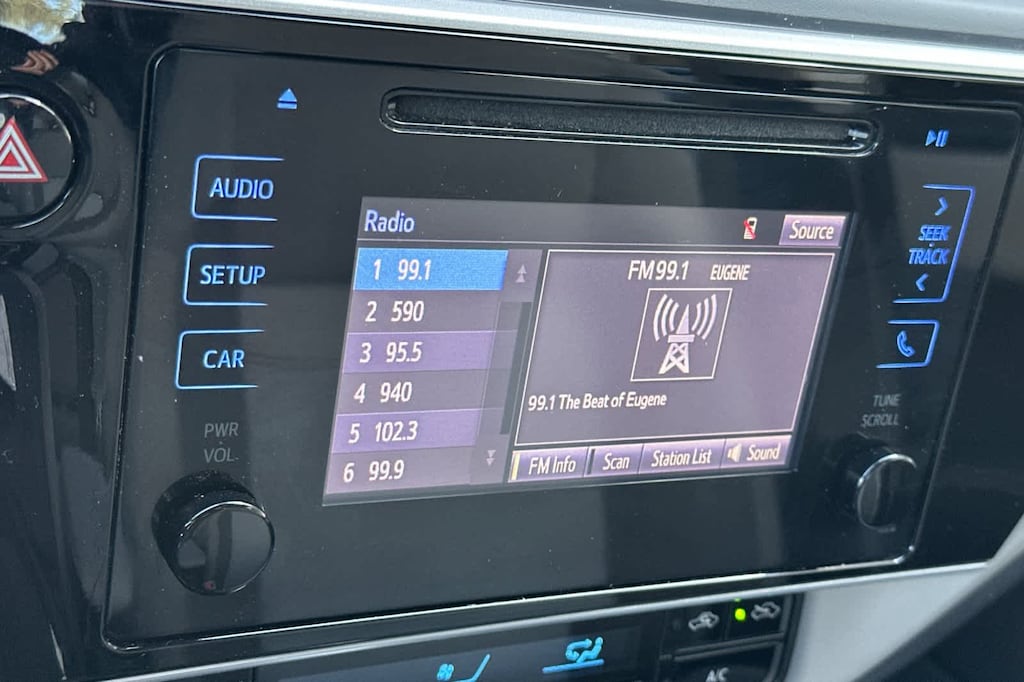 AUDIO
SETUP
CAR
PWR
VOL
Radio
Source
1 99.1
2 590
3 95.5
4 940
5 102.3
6 99.9
FM 99.1 EUGENE
99.1 The Beat of Eugene
FM Info Scan Station List Sound
SEEK
TRACK
TUNE
SCROLL
A/C